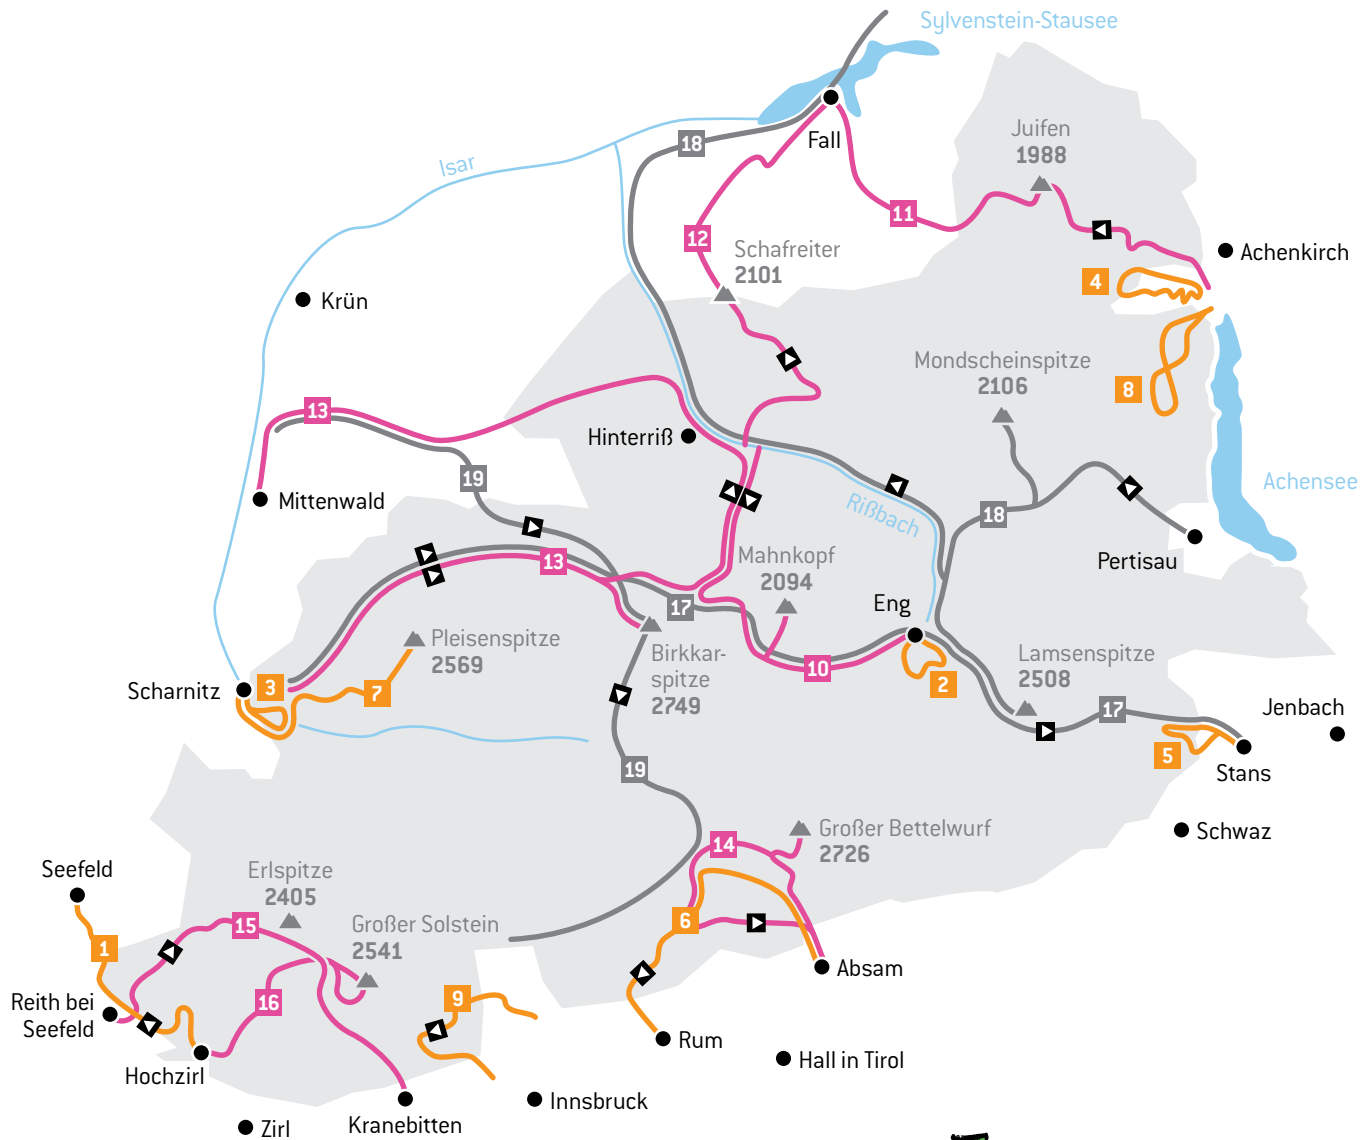 Sylvenstein-Stausee
Fall
18
Isar
Juifen
1988
11
12
Schafreiter
2101
Achenkirch
4
Krün
Mondscheinspitze
2106
8
13
Hinterriß
19
Mittenwald
Achensee
Rißbach
18
Pertisau
13
Mahnkopf
2094
17
Eng
Pleisenspitze
2569
Birkkar-
spitze
2749
Lamsenspitze
2508
Scharnitz
3
7
10
2
17
Jenbach
5
Stans
19
Schwaz
14
Großer Bettelwurf
2726
Seefeld
Erlspitze
2405
15
Großer Solstein
2541
6
1
Absam
Reith bei
Seefeld
16
9
Rum
Hall in Tirol
Hochzirl
Innsbruck
Zirl
Kranebitten